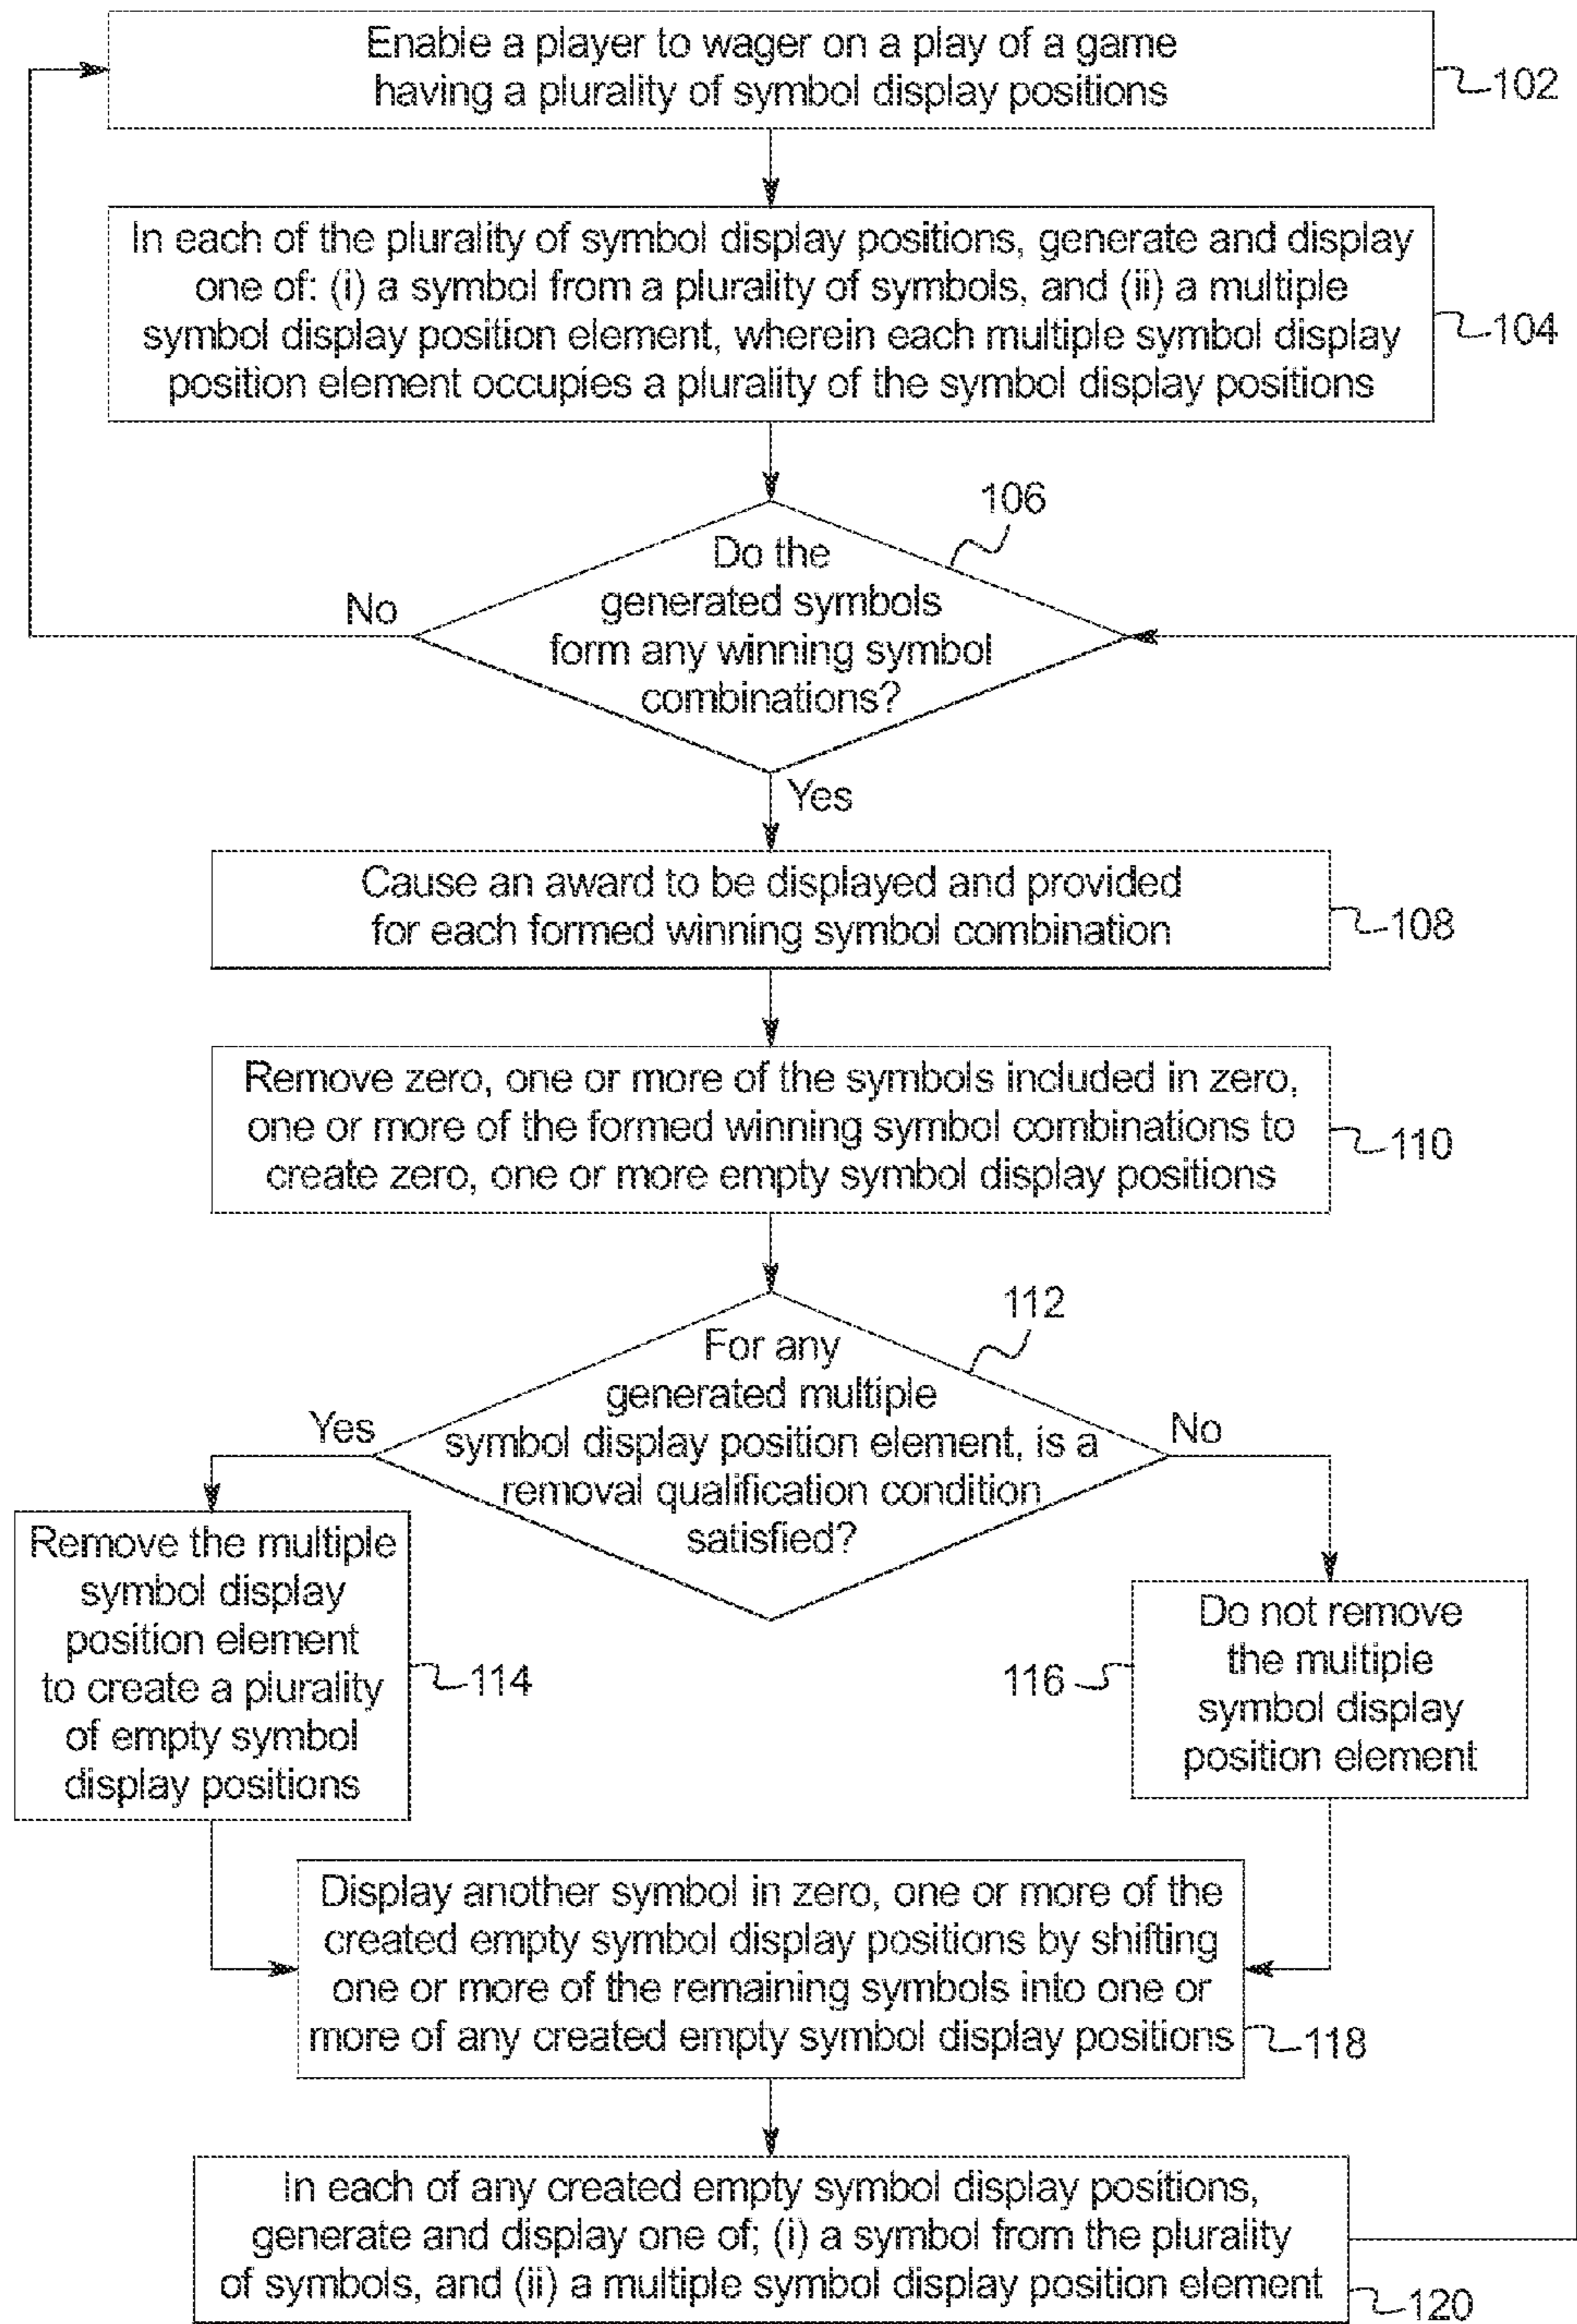 Enable a player to wager on a play of a game
having a plurality of symbol display positions
102
In each of the plurality of symbol display positions, generate and display
one of: (i) a symbol from a plurality of symbols, and (ii) a multiple
symbol display position element, wherein each multiple symbol display
position element occupies a plurality of the symbol display positions
104
106
Do the
generated symbols
form any winning symbol
combinations?
No
Yes
Cause an award to be displayed and provided
for each formed winning symbol combination
108
Remove zero, one or more of the symbols included in zero,
one or more of the formed winning symbol combinations to
create zero, one or more empty symbol display positions
110
112
For any
generated multiple
symbol display position element, is a
removal qualification condition
satisfied?
Yes
No
Remove the multiple
symbol display
position element
to create a plurality
of empty symbol
display positions
114
116
Do not remove
the multiple
symbol display
position element
Display another symbol in zero, one or more of the
created empty symbol display positions by shifting
one or more of the remaining symbols into one or
more of any created empty symbol display positions
118
In each of any created empty symbol display positions,
generate and display one of; (i) a symbol from the plurality
of symbols, and (ii) a multiple symbol display position element
120